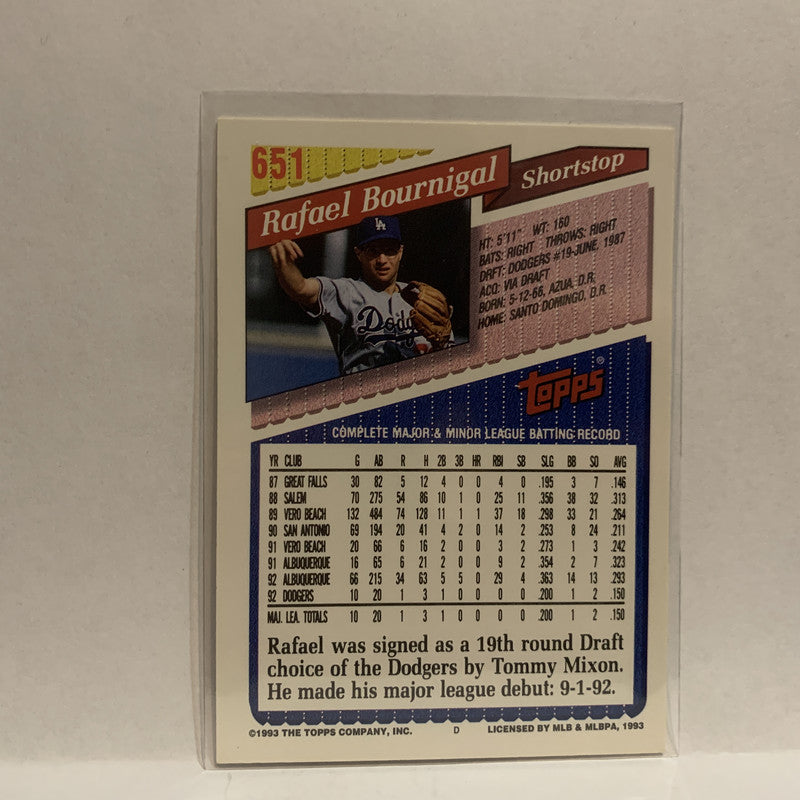 651
Rafael Bournigal
Shortstop
LA
Dodg
HT: 5'11" WT: 160
BATS: RIGHT THROWS: RIGHT
DRFT: DODGERS #19-JUNE, 1987
ACQ: VIA DRAFT
BORN: 5-12-66, AZUA, D.R.
HOME: SANTO DOMINGO, D.R.
TOPPS®
COMPLETE MAJOR & MINOR LEAGUE BATTING RECORD
YR CLUB G AB R H 2B 3B HR RBI SB SLG BB SO AVG
87 GREAT FALLS 30 82 5 12 4 0 0 4 0 .195 3 7 .146
88 SALEM 70 275 54 86 10 1 0 25 11 .356 38 32 .313
89 VERO BEACH 132 484 74 128 11 1 1 37 18 .298 33 21 .264
90 SAN ANTONIO 69 194 20 41 4 2 0 14 2 .253 8 24 .211
91 VERO BEACH 20 66 6 16 2 0 0 3 2 .273 1 3 .242
91 ALBUQUERQUE 16 65 6 21 2 0 0 9 2 .354 2 7 .323
92 ALBUQUERQUE 66 215 34 63 5 5 0 29 4 .363 14 13 .293
92 DODGERS 10 20 1 3 1 0 0 0 0 .200 1 2 .150
MAJ. LEA. TOTALS 10 20 1 3 1 0 0 0 0 .200 1 2 .150
Rafael was signed as a 19th round Draft
choice of the Dodgers by Tommy Mixon.
He made his major league debut: 9-1-92.
©1993 THE TOPPS COMPANY, INC. D LICENSED BY MLB & MLBPA, 1993